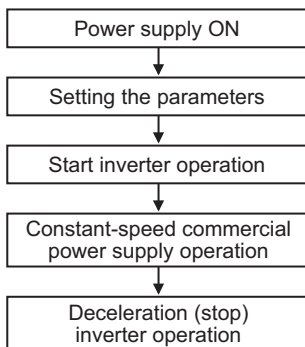 Power supply ON
Setting the parameters
Start inverter operation
Constant-speed commercial
power supply operation
Deceleration (stop)
inverter operation